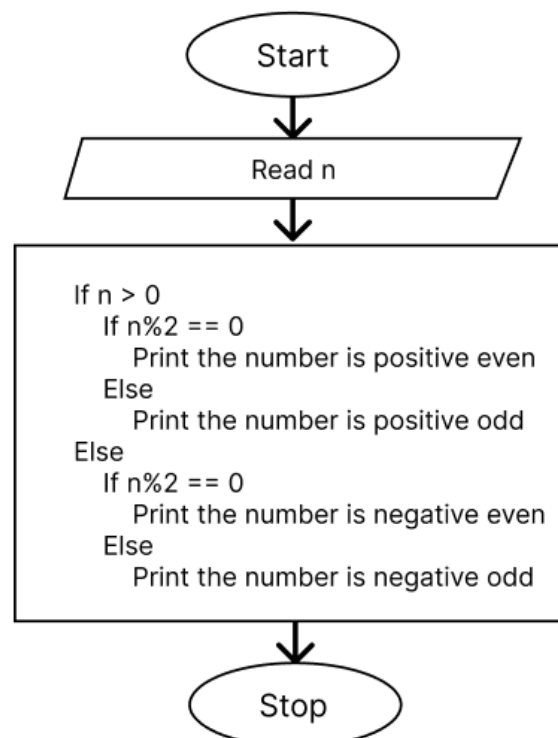 Start
Read n
If n > 0
If n%2 == 0
Print the number is positive even
Else
Print the number is positive odd
Else
If n%2 == 0
Print the number is negative even
Else
Print the number is negative odd
Stop